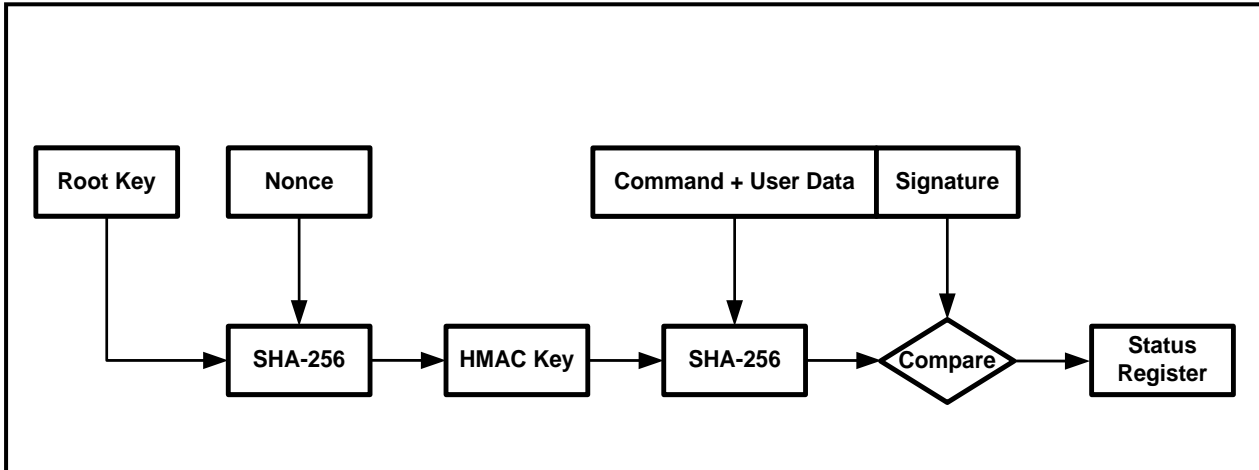 Root Key
Nonce
Command + User Data
Signature
SHA-256
HMAC Key
SHA-256
Compare
Status
Register